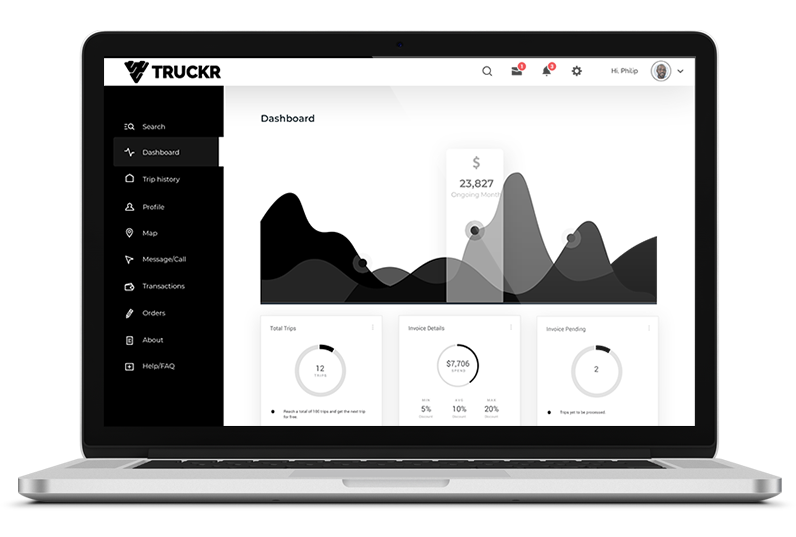 TRUCKR
1
3
Hi, Philip
Search
Dashboard
Trip history
Profile
Map
Message/Call
Transactions
Orders
About
Help/FAQ
Dashboard
$
23,827
Ongoing Month
Total Trips
12
TRIPS
Reach a total of 100 trips and get the next trip
for free.
Invoice Details
$7,706
MIN
AVG
MAX
5%
10%
20%
Invoice Pending
2
Trips yet to be processed